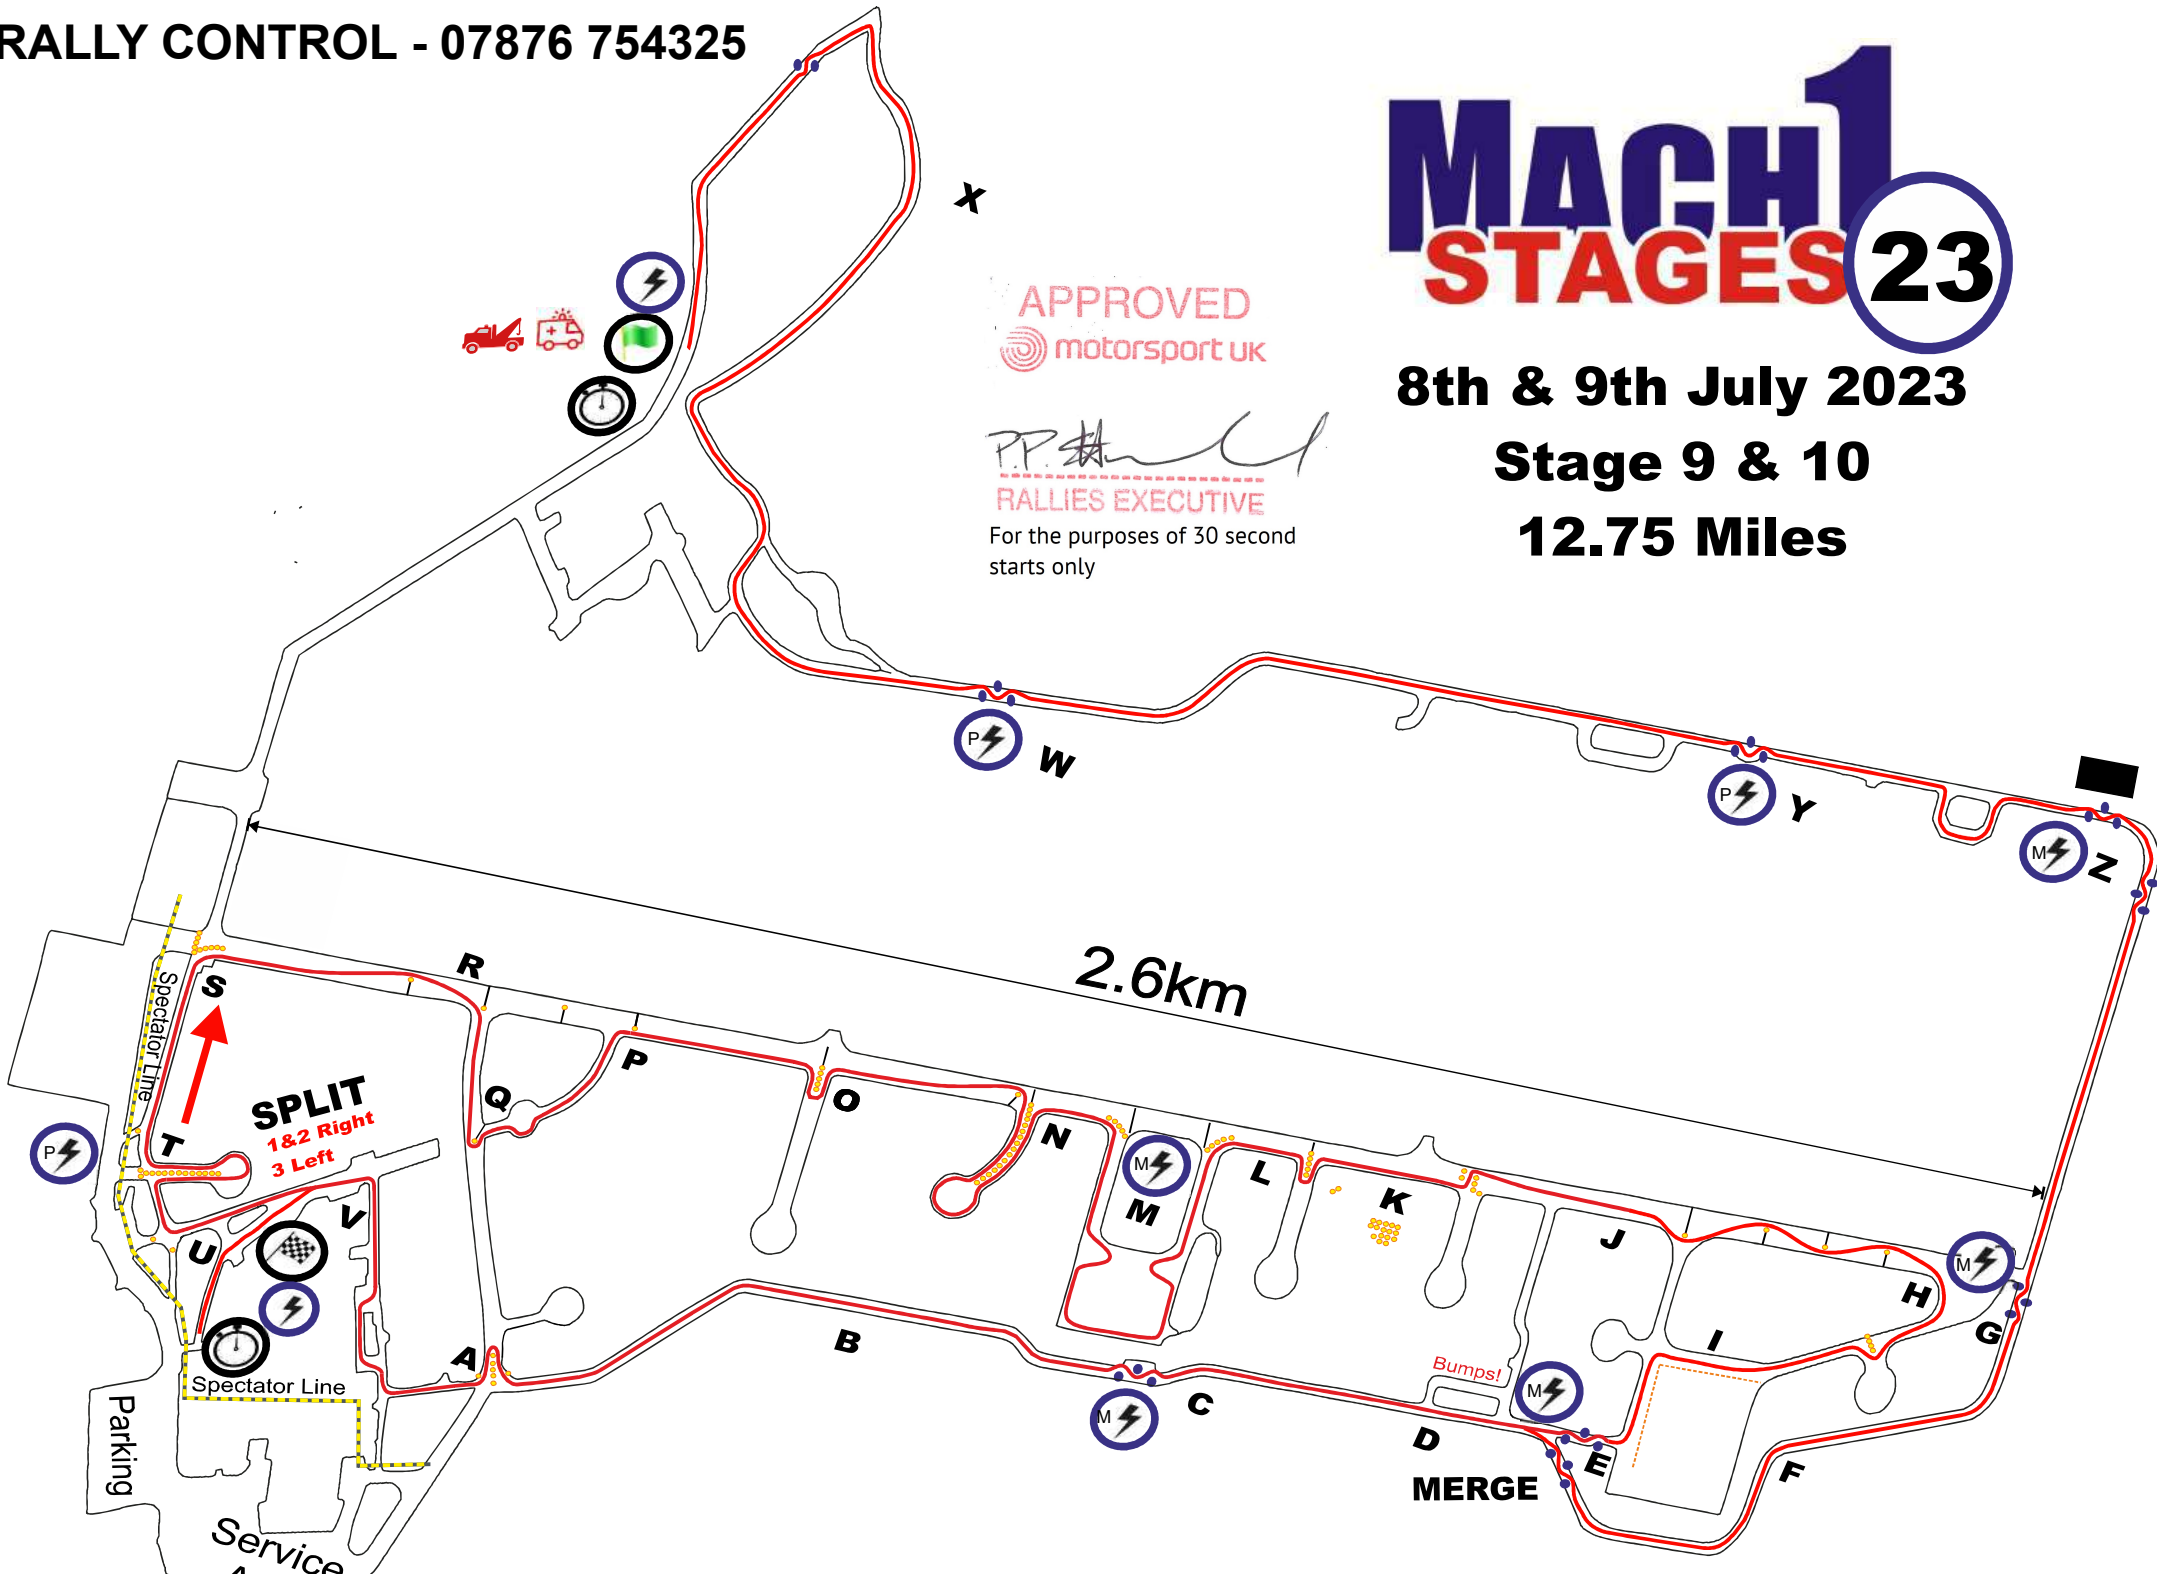 RALLY CONTROL - 07876 754325
MACH1
STAGES
23
8th & 9th July 2023
Stage 9 & 10
12.75 Miles
APPROVED
motorsport UK
P.P.
RALLIES EXECUTIVE
For the purposes of 30 second
starts only
X
P
W
P
Y
M
Z
2.6km
R
S
Spectator Line
SPLIT
1&2 Right
3 Left
P
T
Q
P
O
N
M
M
L
K
J
H
M
G
I
U
V
A
B
M
C
Bumps!
M
D
E
F
MERGE
Spectator Line
Parking
Service